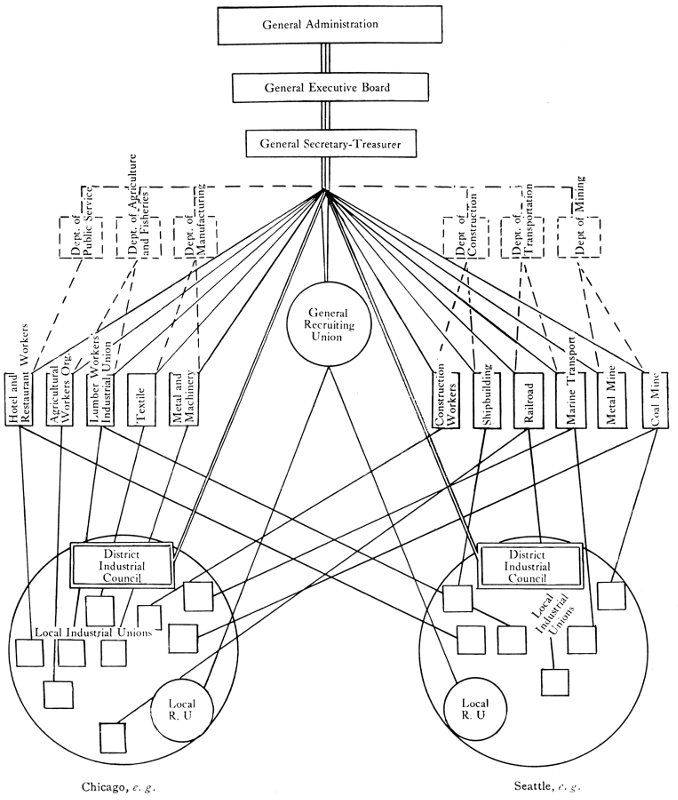 General Administration
General Executive Board
General Secretary-Treasurer
Dept. of
Public Service
Dept. of Agriculture
and Fisheries
Dept. of
Manufacturing
Dept of
Construction
Dept. of
Transportation
Dept of Mining
General
Recruiting
Union
Hotel and
Restaurant Workers
Agricultural
Workers Org.
Lumber Workers
Industrial Union
Textile
Metal and
Machinery
Construction
Workers
Shipbuilding
Railroad
Marine Transport
Metal Mine
Coal Mine
District
Industrial
Council
Local Industrial Unions
Local
R. U
District
Industrial
Council
Local
Industrial
Unions
Local
R. U
Chicago, e. g.
Seattle, e. g.